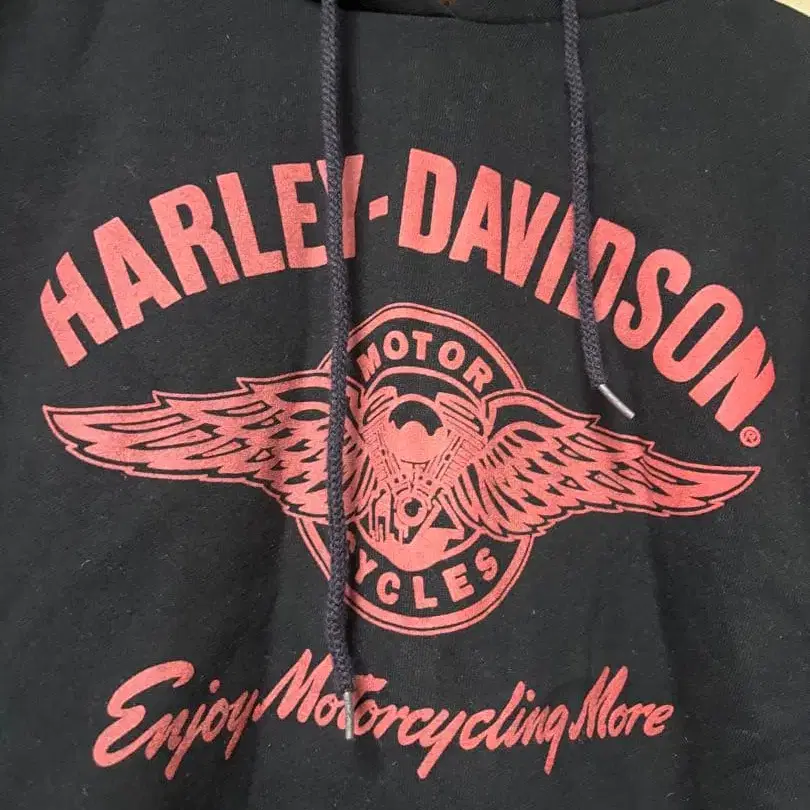 HARLEY-DAVIDSON®
MOTOR
CYCLES
Enjoy Motorcycling More